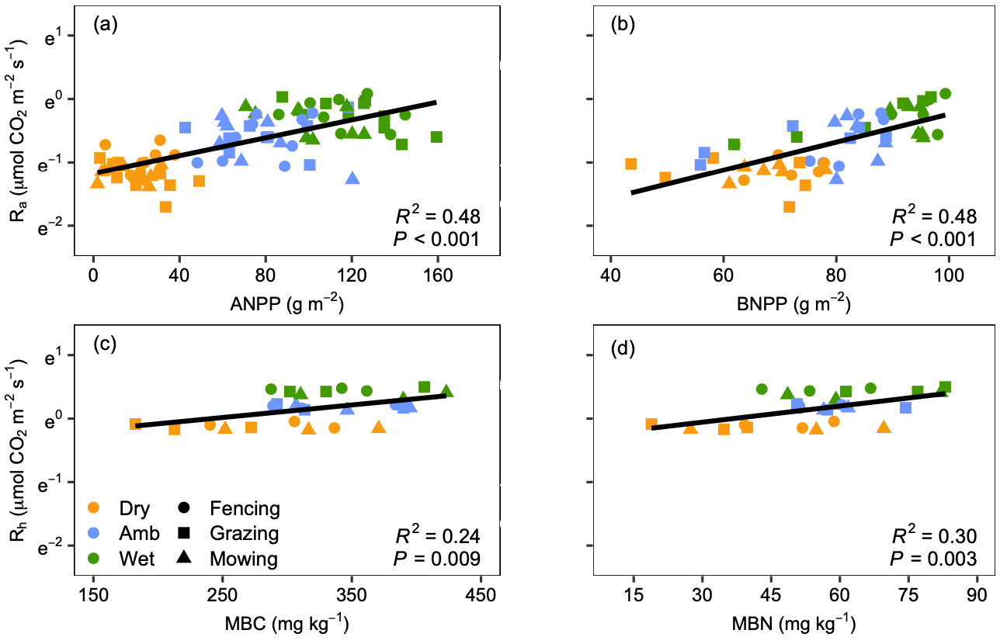 (a)
e¹
e⁰
e⁻¹
e⁻²
Rₐ (μmol CO₂ m⁻² s⁻¹)
R² = 0.48
P < 0.001
0 40 80 120 160
ANPP (g m⁻²)
(b)
R² = 0.48
P < 0.001
40 60 80 100
BNPP (g m⁻²)
(c)
e¹
e⁰
e⁻¹
e⁻²
Rₕ (μmol CO₂ m⁻² s⁻¹)
Dry Fencing
Amb Grazing
Wet Mowing
R² = 0.24
P = 0.009
150 250 350 450
MBC (mg kg⁻¹)
(d)
R² = 0.30
P = 0.003
15 30 45 60 75 90
MBN (mg kg⁻¹)